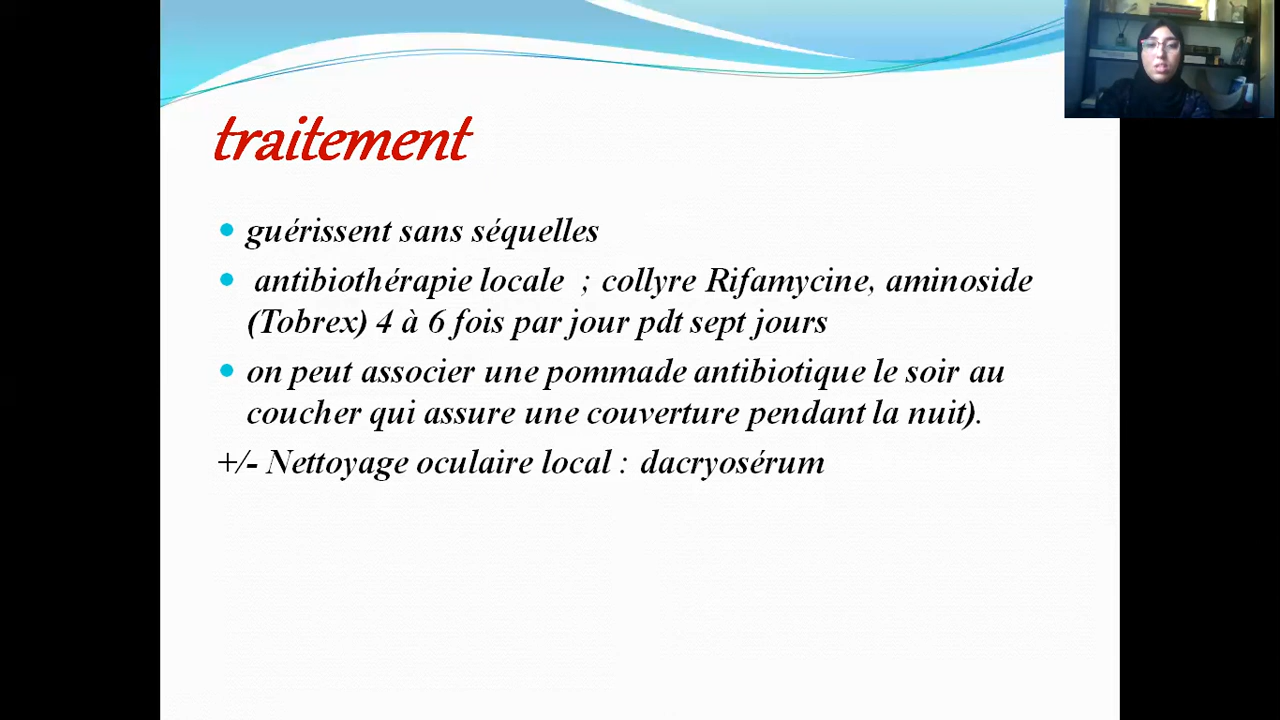 traitement
guérissent sans séquelles
antibiothérapie locale ; collyre Rifamycine, aminoside
(Tobrex) 4 à 6 fois par jour pdt sept jours
on peut associer une pommade antibiotique le soir au
coucher qui assure une couverture pendant la nuit).
+/- Nettoyage oculaire local : dacryosérum